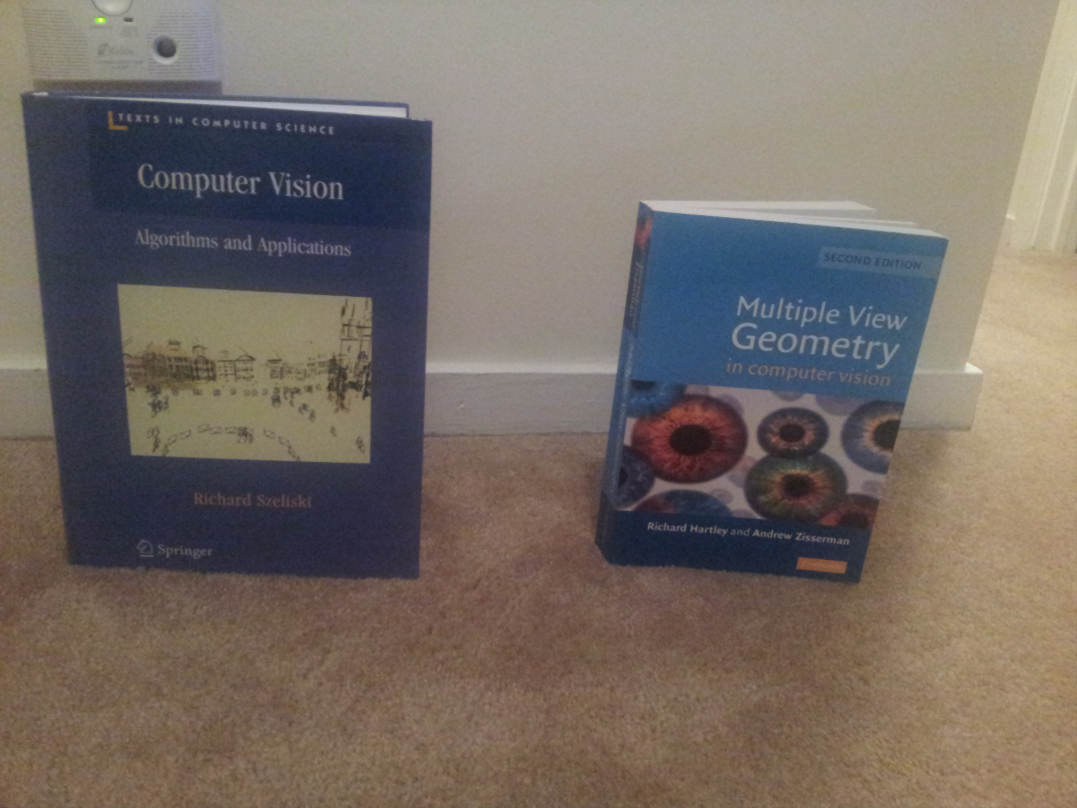 TEXTS IN COMPUTER SCIENCE
Computer Vision
Algorithms and Applications
Richard Szeliski
Springer
SECOND EDITION
Multiple View
Geometry
in computer vision
Richard Hartley and Andrew Zisserman